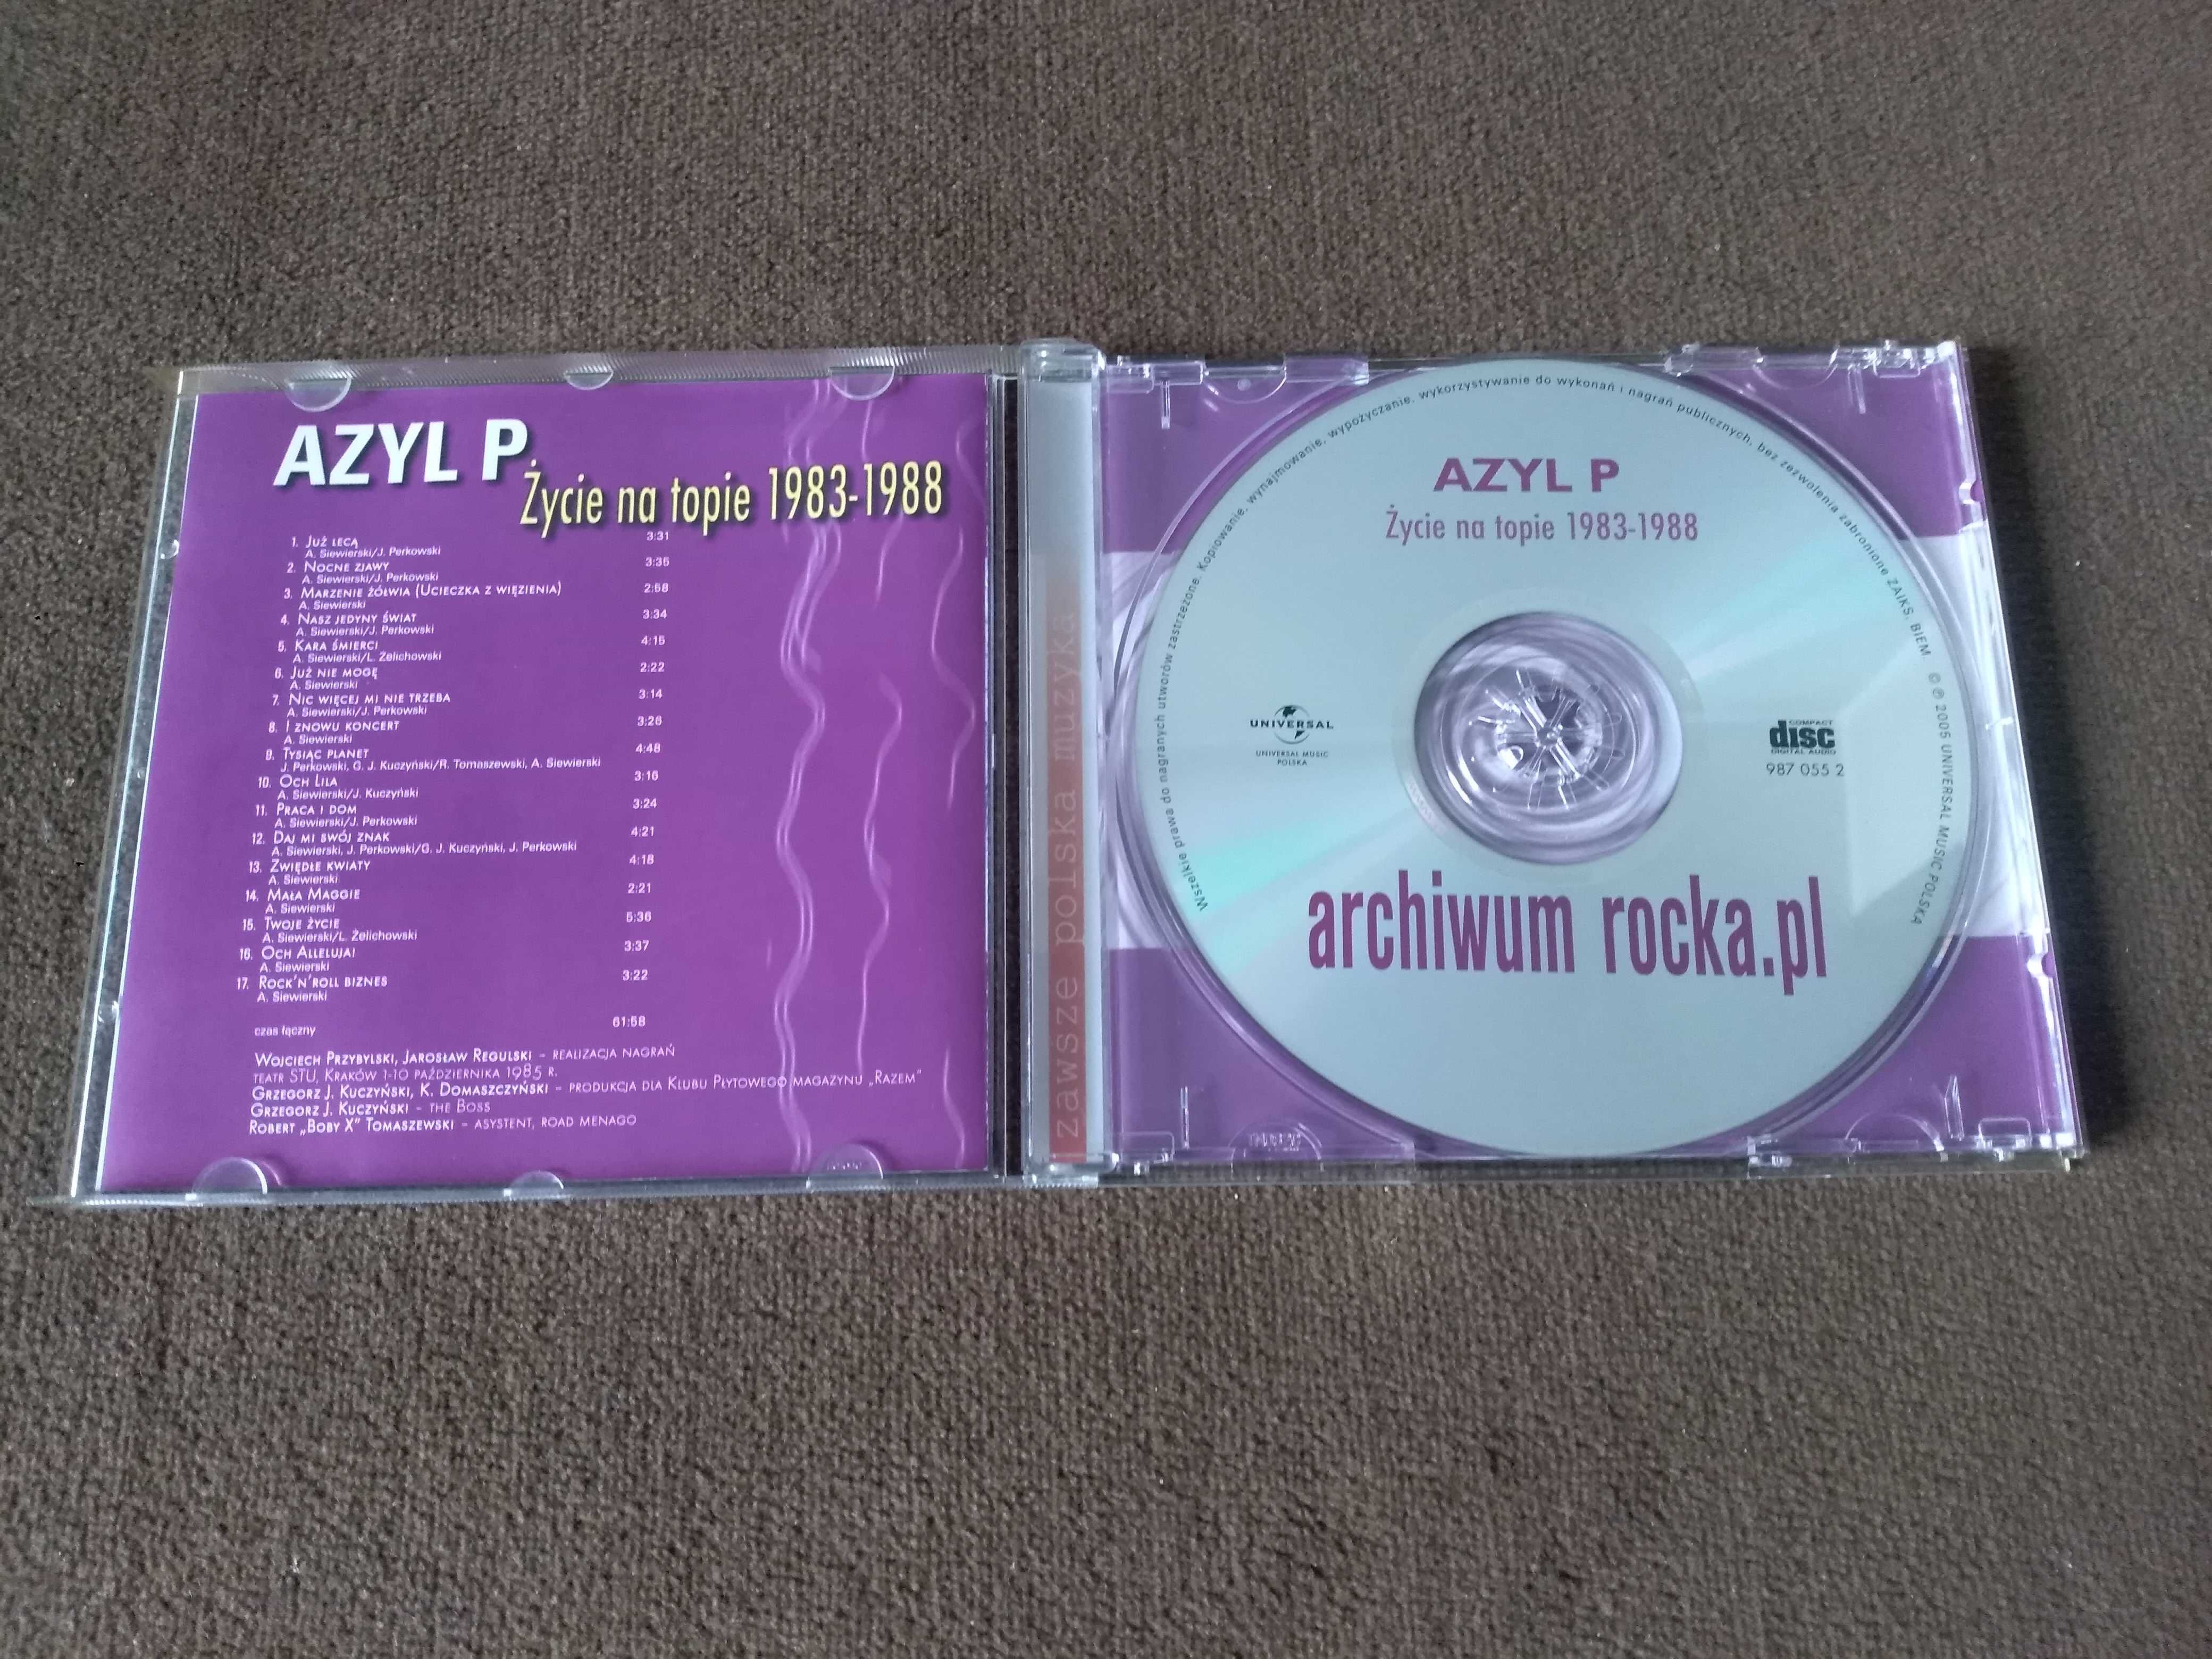 AZYL P.
Życie na topie 1983-1988
1. Już lecą 3:31
A. Siewierski/J. Perkowski
2. Nocne zjawy 3:35
A. Siewierski/J. Perkowski
3. Marzenie żółwia (Ucieczka z więzienia) 2:58
A. Siewierski
4. Nasz jedyny świat 3:34
A. Siewierski/J. Perkowski
5. Kara śmierci 4:15
A. Siewierski/L. Żelichowski
6. Już nie mogę 2:22
A. Siewierski
7. Nic więcej mi nie trzeba 3:14
A. Siewierski/J. Perkowski
8. I znowu koncert 3:26
A. Siewierski
9. Tysiąc planet 4:48
J. Perkowski, G. J. Kuczyński/R. Tomaszewski, A. Siewierski
10. Och Lila 3:16
A. Siewierski/J. Kuczyński
11. Praca i dom 3:24
A. Siewierski/J. Perkowski
12. Daj mi swój znak 4:21
A. Siewierski, J. Perkowski/G. J. Kuczyński, J. Perkowski
13. Zwiędłe kwiaty 4:18
A. Siewierski
14. Mała Maggie 2:21
A. Siewierski
15. Twoje życie 5:36
A. Siewierski/L. Żelichowski
16. Och Alleluja! 3:37
A. Siewierski
17. Rock'n'roll biznes 3:22
A. Siewierski
czas łączny 61:58
Wojciech Przybylski, Jarosław Regulski – realizacja nagrań
teatr STU, Kraków 1-10 października 1985 r.
Grzegorz J. Kuczyński, K. Domaszczyński – produkcja dla Klubu Płytowego magazynu „Razem"
Grzegorz J. Kuczyński – the Boss
Robert „Boby X" Tomaszewski – asystent, road menago
zawsze polska muzyka
AZYL P
Życie na topie 1983-1988
Wszelkie prawa do nagranych utworów zastrzeżone. Kopiowanie, wynajmowanie, wypożyczanie, wykorzystywanie do wykonań i nagrań publicznych, bez zezwolenia zabronione ZAIKS, BIEM. © ℗ 2005 UNIVERSAL MUSIC POLSKA
UNIVERSAL
UNIVERSAL MUSIC
POLSKA
COMPACT
disc
DIGITAL AUDIO
987 055 2
archiwum rocka.pl